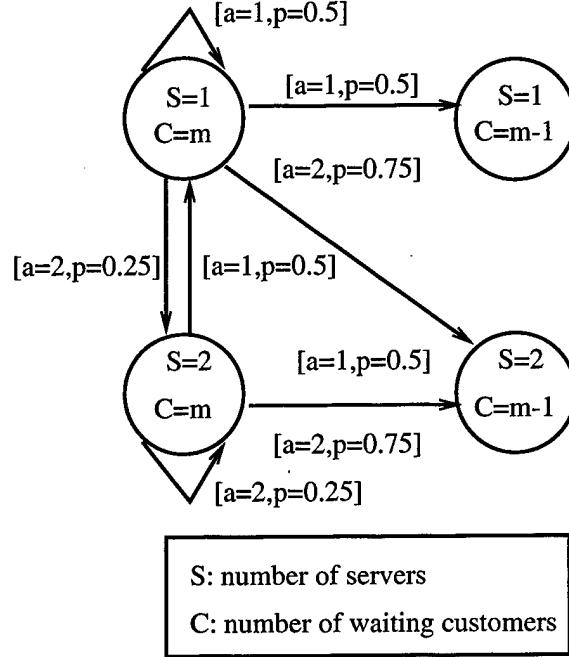 [a=1,p=0.5]
S=1
C=m
[a=1,p=0.5]
S=1
C=m-1
[a=2,p=0.75]
[a=2,p=0.25]
[a=1,p=0.5]
S=2
C=m
[a=1,p=0.5]
S=2
C=m-1
[a=2,p=0.75]
[a=2,p=0.25]
S: number of servers
C: number of waiting customers